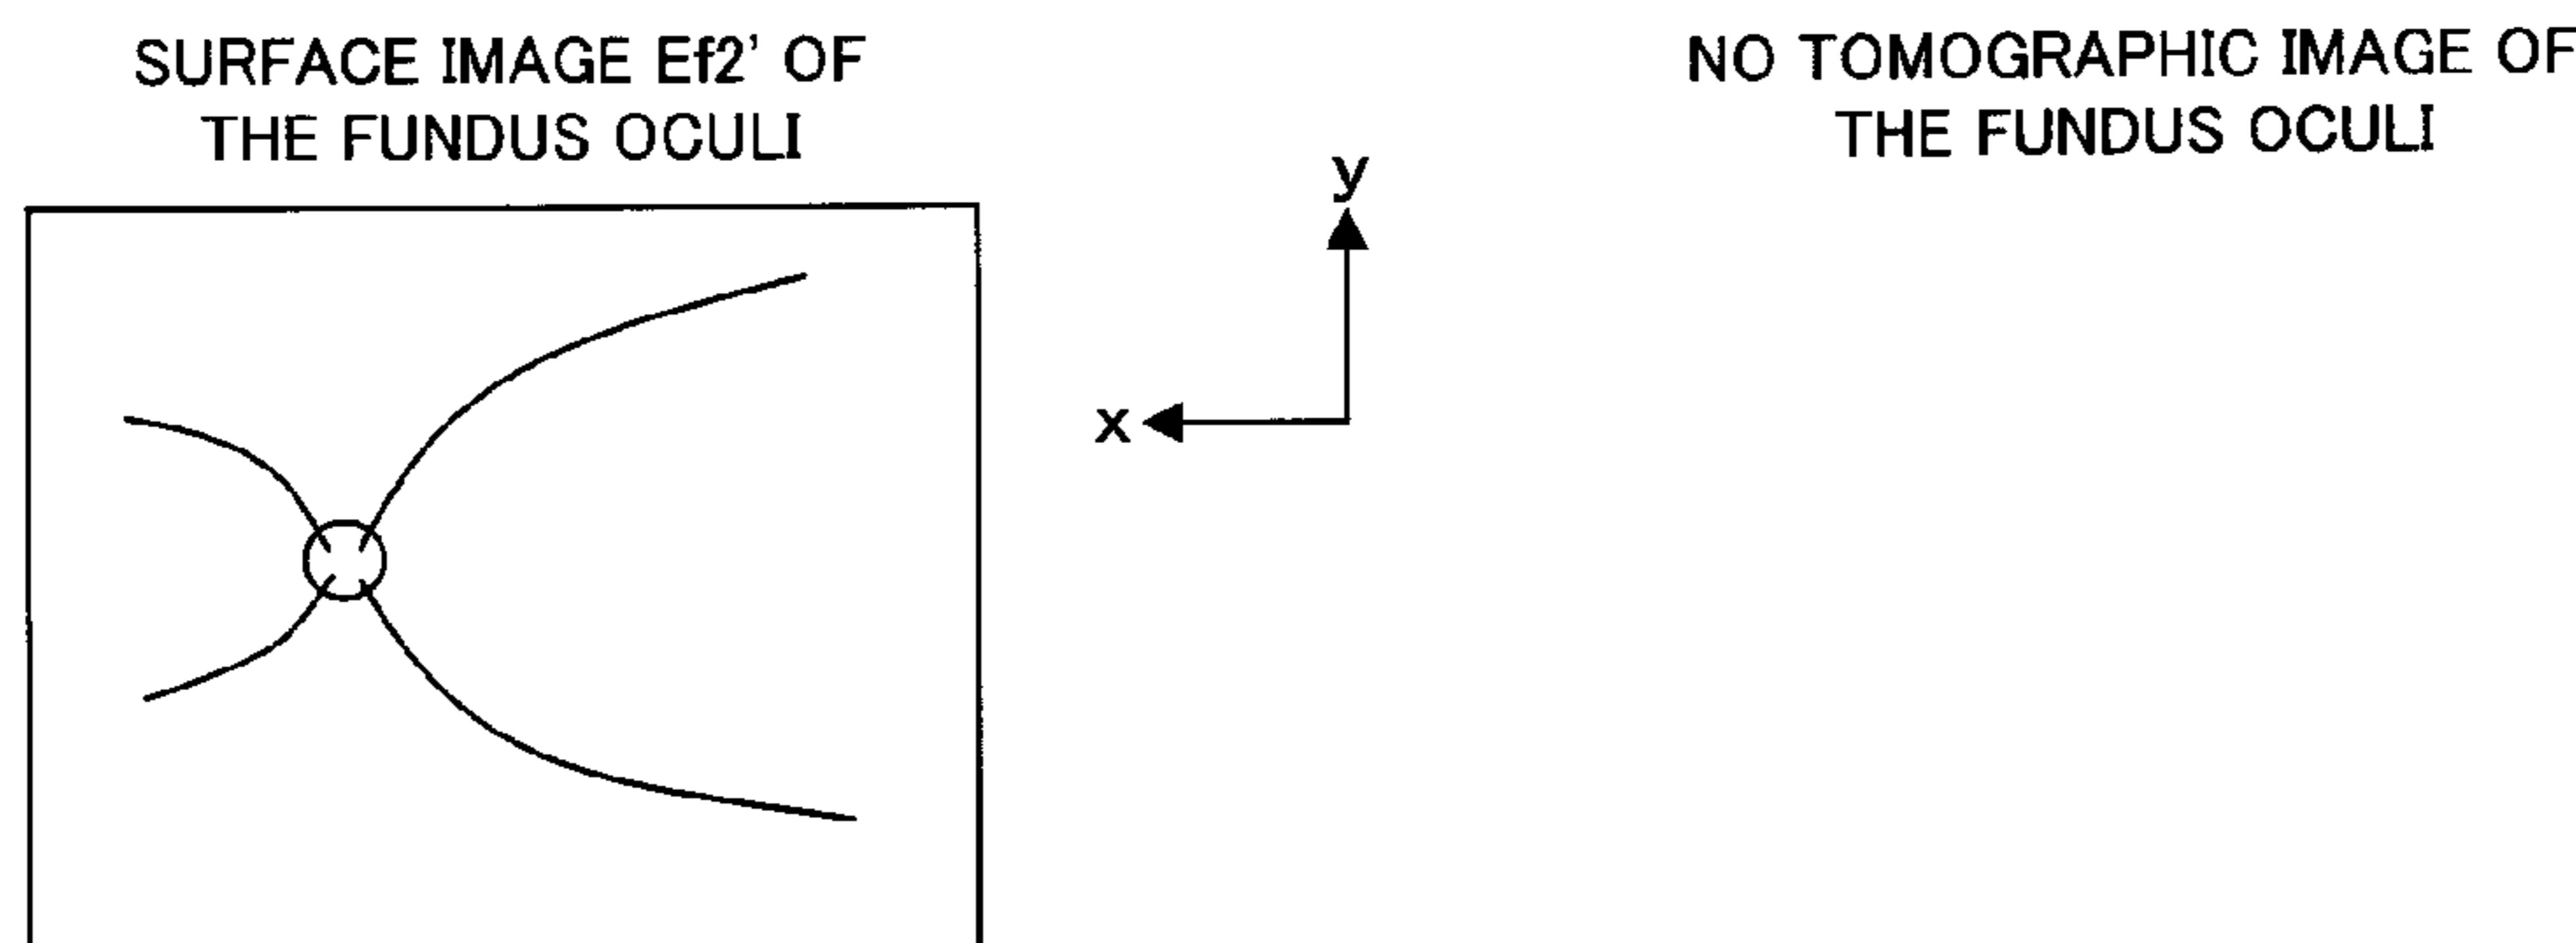 SURFACE IMAGE Ef2' OF
THE FUNDUS OCULI
NO TOMOGRAPHIC IMAGE OF
THE FUNDUS OCULI
y
x